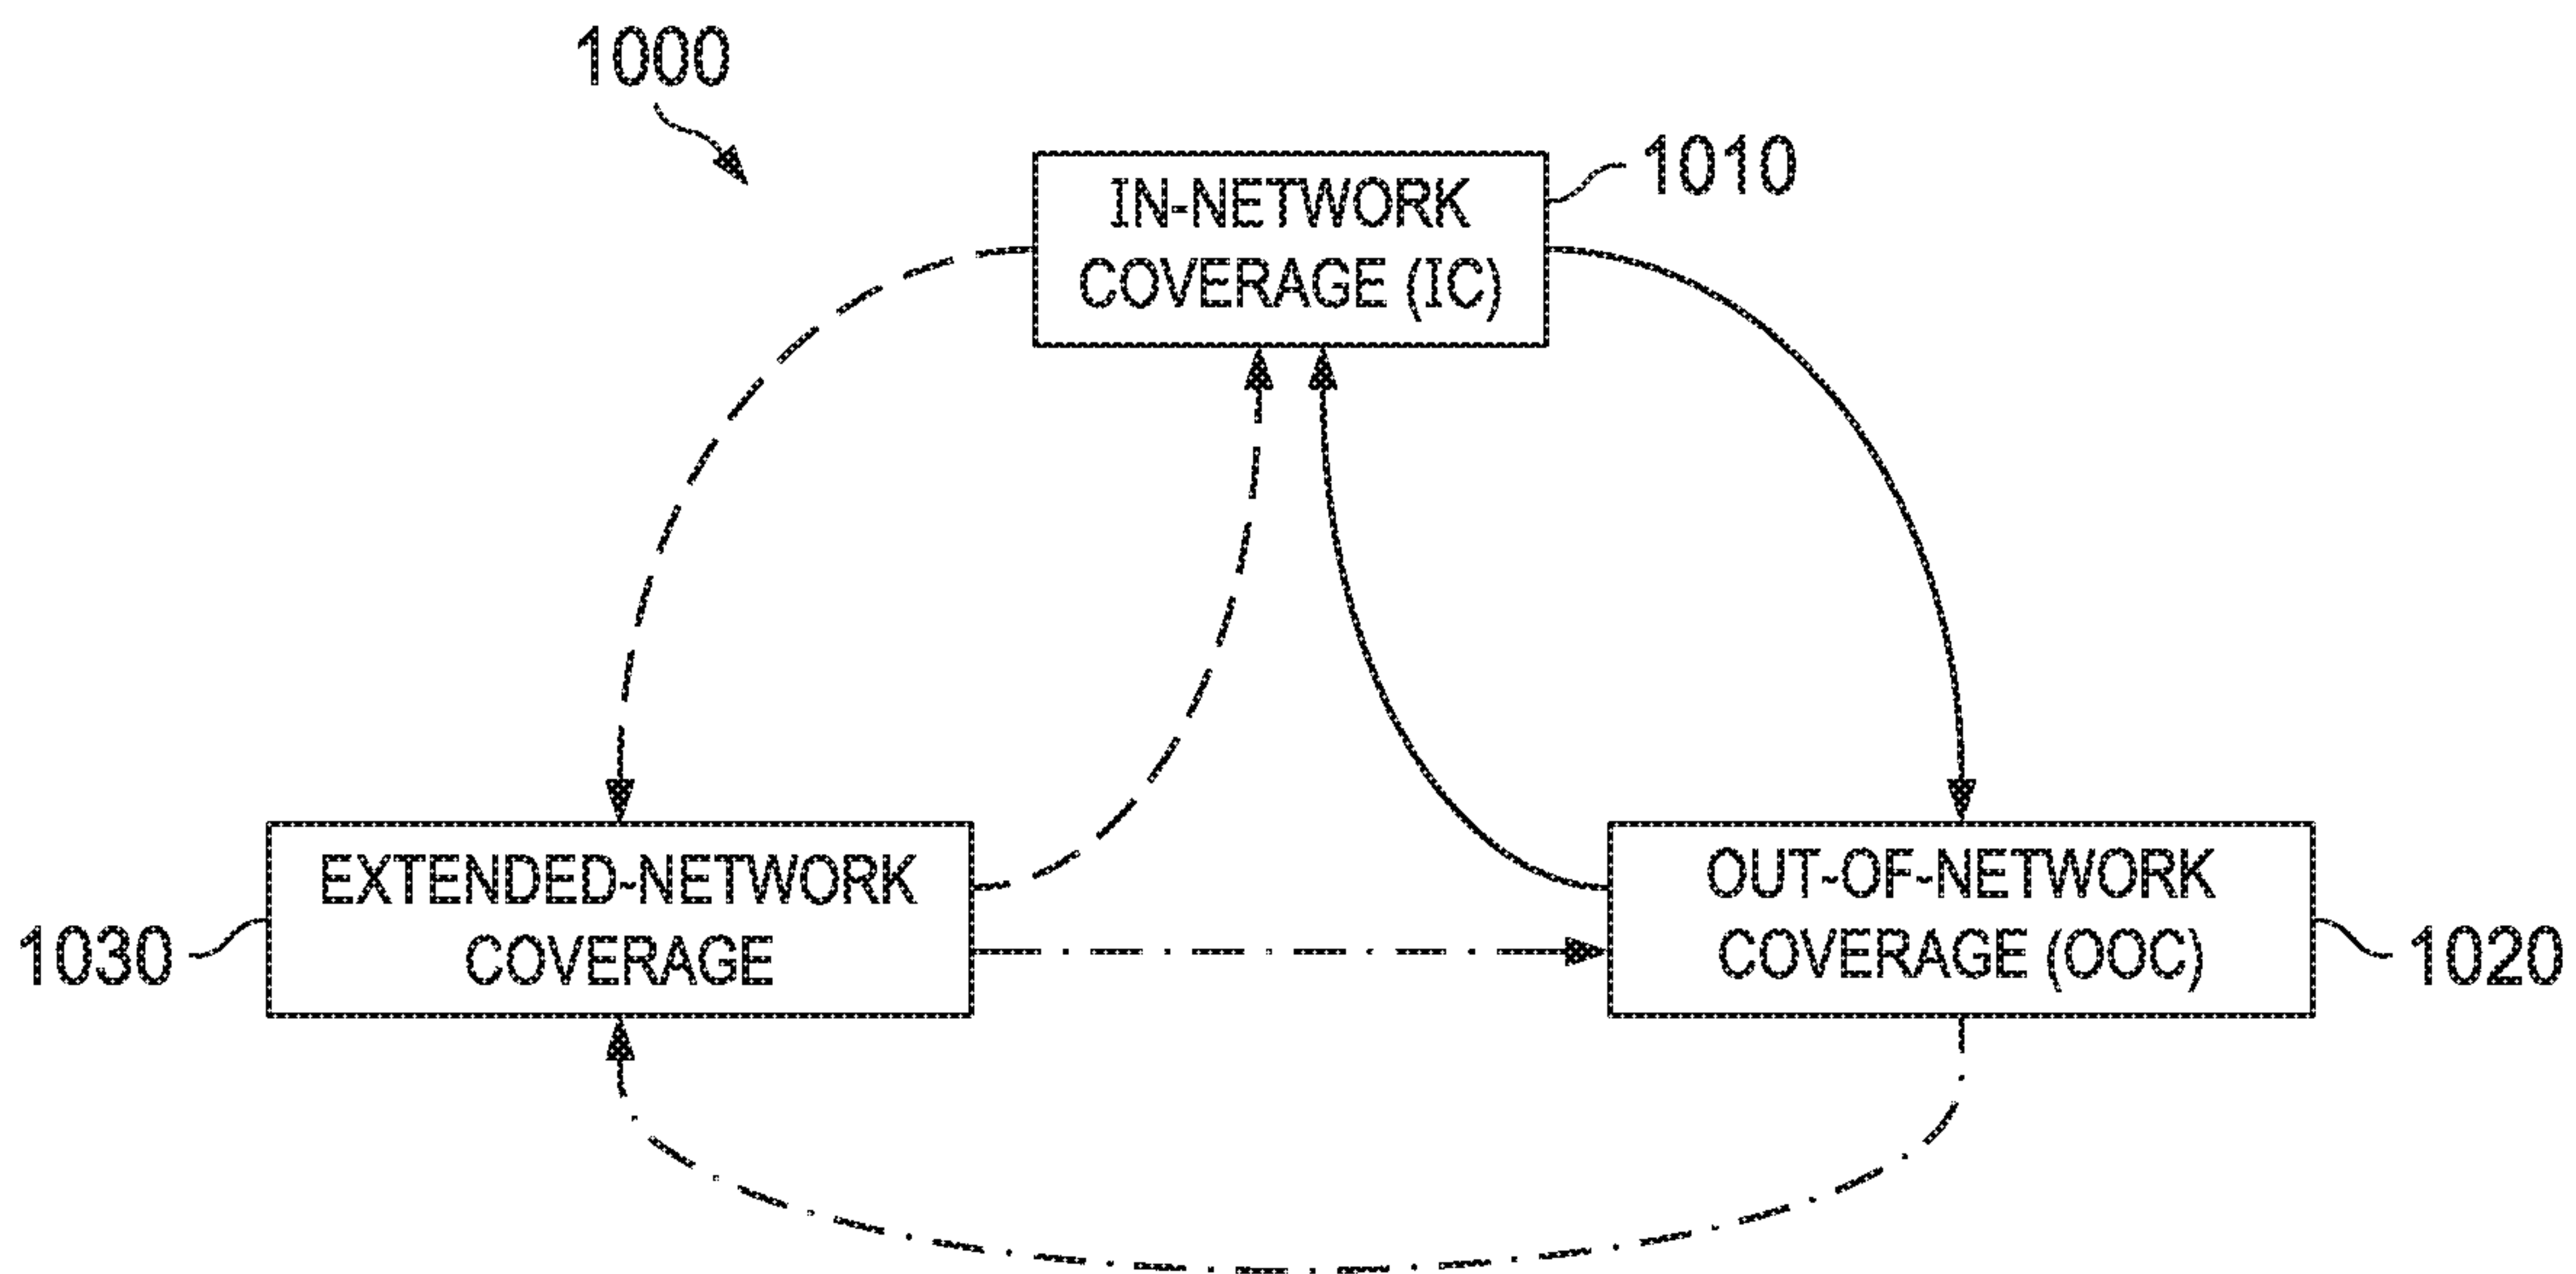 1000
IN-NETWORK
COVERAGE (IC)
1010
EXTENDED-NETWORK
COVERAGE
1030
OUT-OF-NETWORK
COVERAGE (OOC)
1020